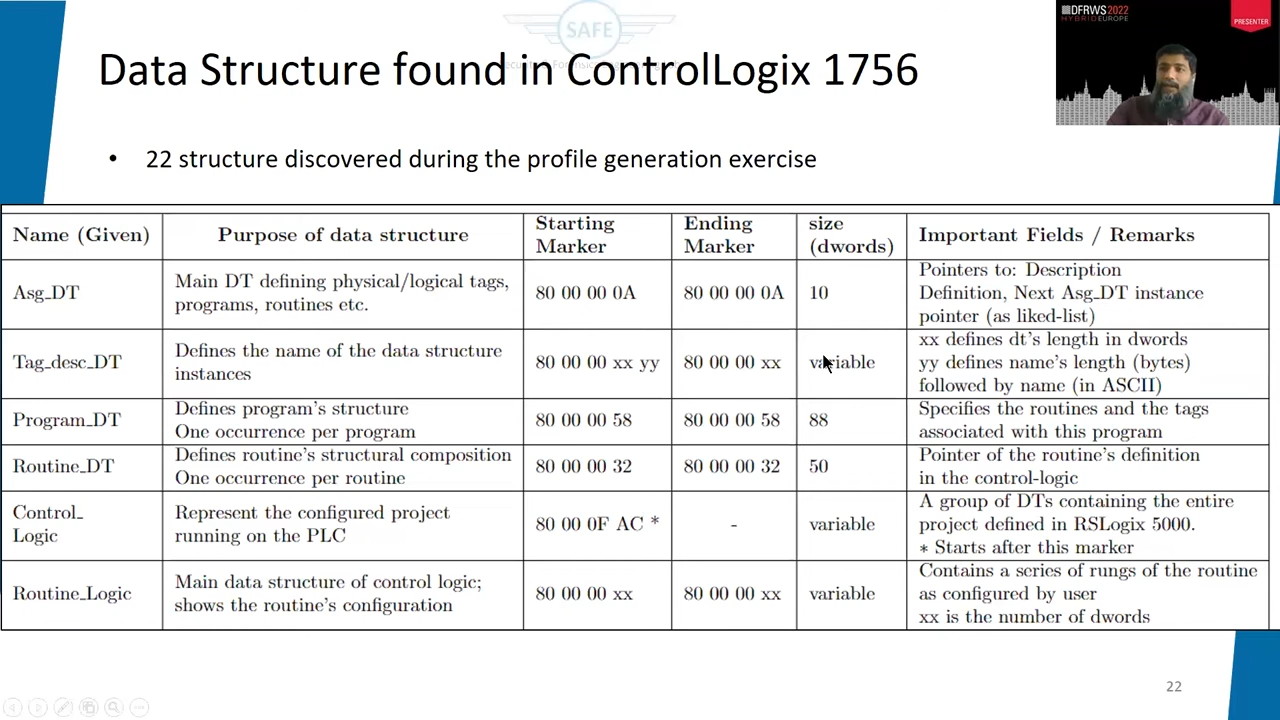 DFRWS2022
HYBRID EUROPE
PRESENTER
SAFE
Data Structure found in ControlLogix 1756
• 22 structure discovered during the profile generation exercise
Name (Given)
Purpose of data structure
Starting
Marker
Ending
Marker
size
(dwords)
Important Fields / Remarks
Asg_DT
Main DT defining physical/logical tags,
programs, routines etc.
80 00 00 0A
80 00 00 0A
10
Pointers to: Description
Definition, Next Asg_DT instance
pointer (as liked-list)
Tag_desc_DT
Defines the name of the data structure
instances
80 00 00 xx yy
80 00 00 xx
variable
xx defines dt's length in dwords
yy defines name's length (bytes)
followed by name (in ASCII)
Program_DT
Defines program's structure
One occurrence per program
80 00 00 58
80 00 00 58
88
Specifies the routines and the tags
associated with this program
Routine_DT
Defines routine's structural composition
One occurrence per routine
80 00 00 32
80 00 00 32
50
Pointer of the routine's definition
in the control-logic
Control_
Logic
Represent the configured project
running on the PLC
80 00 0F AC *
-
variable
A group of DTs containing the entire
project defined in RSLogix 5000.
* Starts after this marker
Routine_Logic
Main data structure of control logic;
shows the routine's configuration
80 00 00 xx
80 00 00 xx
variable
Contains a series of rungs of the routine
as configured by user
xx is the number of dwords
22